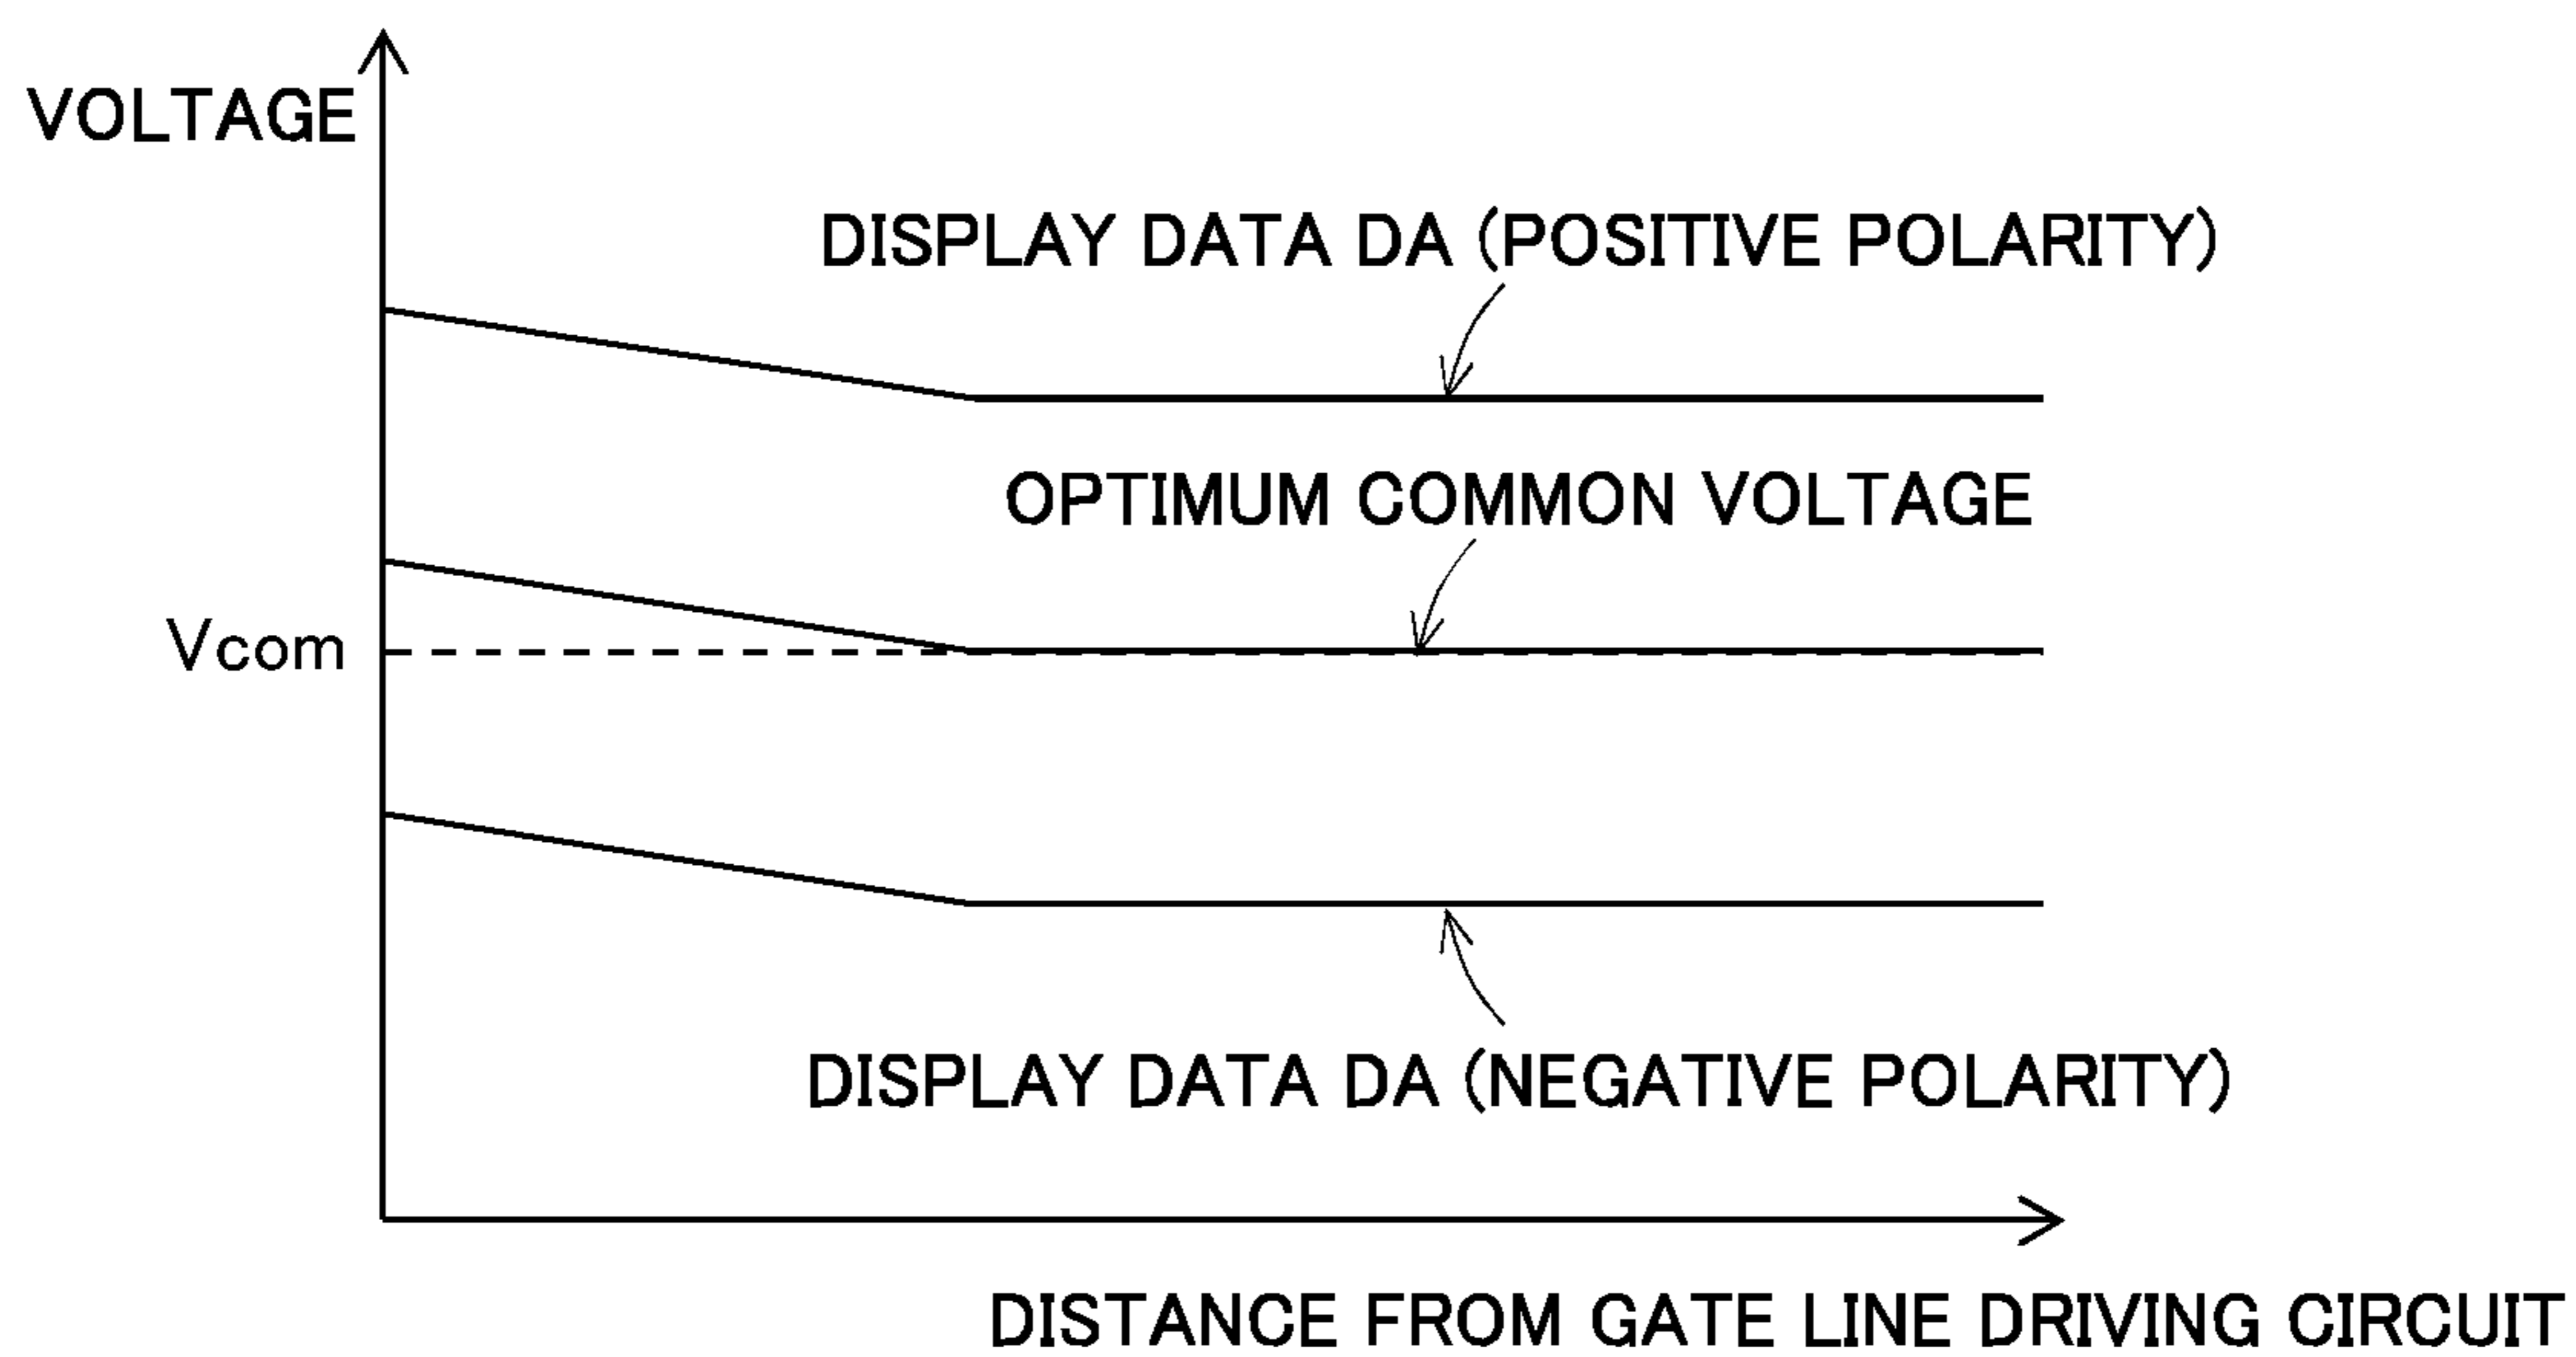 VOLTAGE
DISPLAY DATA DA (POSITIVE POLARITY)
OPTIMUM COMMON VOLTAGE
Vcom
DISPLAY DATA DA (NEGATIVE POLARITY)
DISTANCE FROM GATE LINE DRIVING CIRCUIT